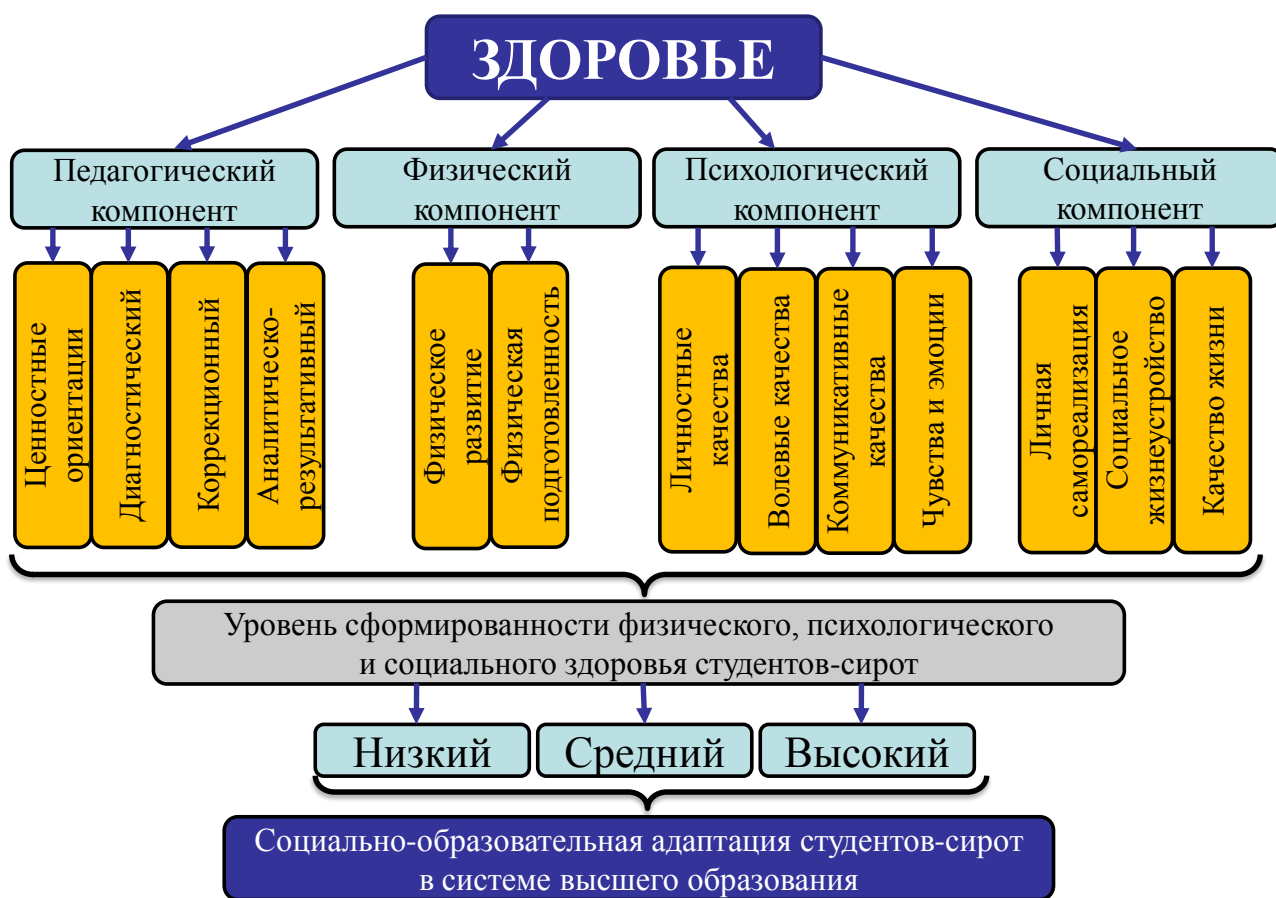 ЗДОРОВЬЕ
Педагогический
компонент
Физический
компонент
Психологический
компонент
Социальный
компонент
Ценностные
ориентации
Диагностический
Коррекционный
Аналитическо-
результативный
Физическое
развитие
Физическая
подготовленность
Личностные
качества
Волевые качества
Коммуникативные
качества
Чувства и эмоции
Личная
самореализация
Социальное
жизнеустройство
Качество жизни
Уровень сформированности физического, психологического
и социального здоровья студентов-сирот
Низкий
Средний
Высокий
Социально-образовательная адаптация студентов-сирот
в системе высшего образования